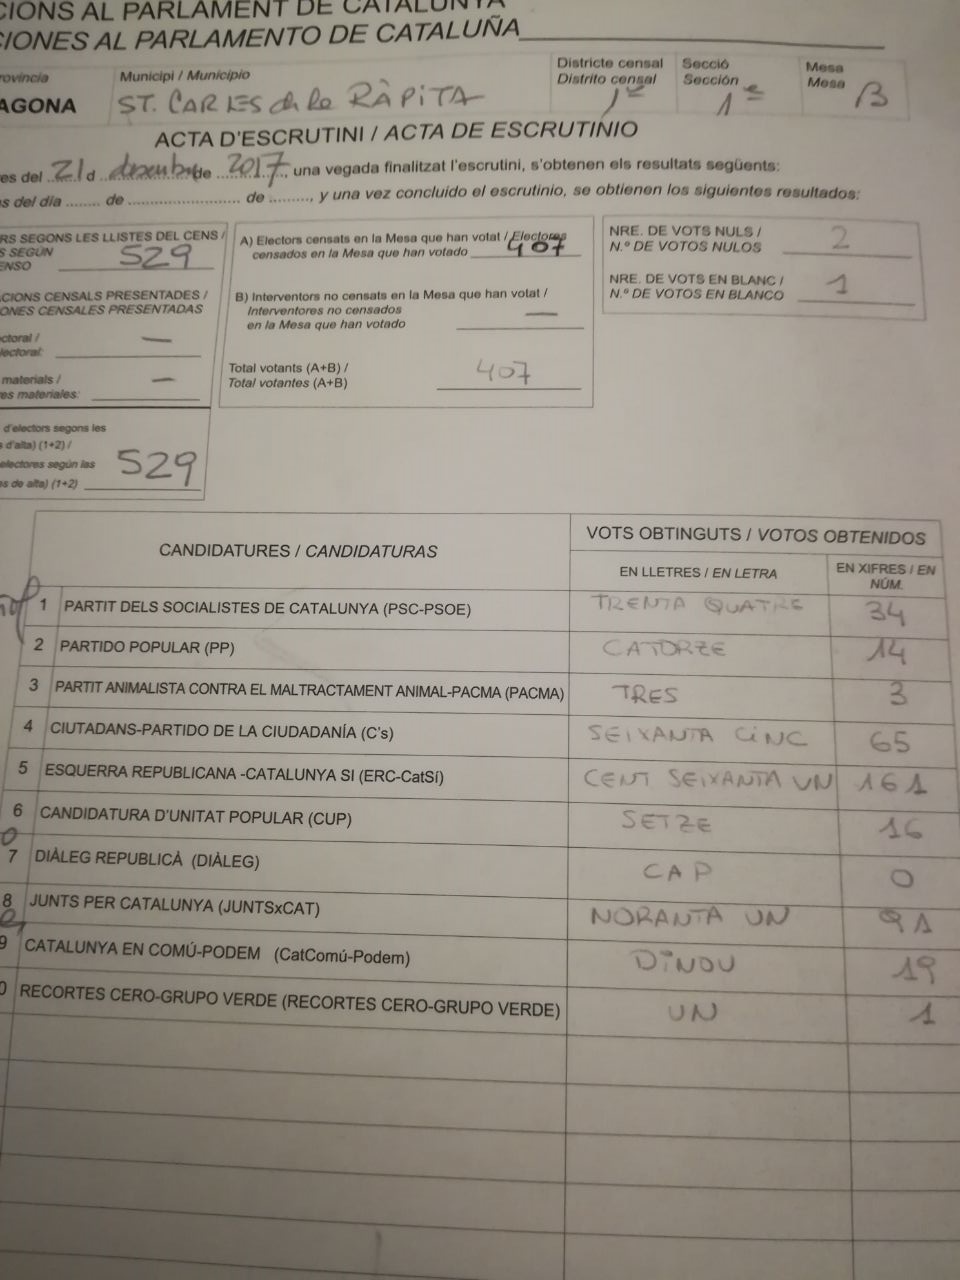 CIONS AL PARLAMENT DE CATALUNYA
CIONES AL PARLAMENTO DE CATALUÑA
rovincia
AGONA
Municipi / Municipio
ST. CARLES de la RÀPITA
Districte censal
Distrito censal
1º
Secció
Sección
1ª
Mesa
Mesa
B
ACTA D'ESCRUTINI / ACTA DE ESCRUTINIO
es del 21 d desembre de 2017, una vegada finalitzat l'escrutini, s'obtenen els resultats següents:
s del día ........ de ........................ de ........., y una vez concluido el escrutinio, se obtienen los siguientes resultados:
RS SEGONS LES LLISTES DEL CENS /
S SEGÚN
ENSO 529
CIONS CENSALS PRESENTADES /
ONES CENSALES PRESENTADAS
ctoral / —
lectoral:
materials / —
es materiales:
d'electors segons les
s d'alta) (1+2) /
electores según las
s de alta) (1+2) 529
A) Electors censats en la Mesa que han votat / Electores
censados en la Mesa que han votado 407
B) Interventors no censats en la Mesa que han votat /
Interventores no censados
en la Mesa que han votado —
Total votants (A+B) /
Total votantes (A+B) 407
NRE. DE VOTS NULS /
N.º DE VOTOS NULOS 2
NRE. DE VOTS EN BLANC /
N.º DE VOTOS EN BLANCO 1
CANDIDATURES / CANDIDATURAS
VOTS OBTINGUTS / VOTOS OBTENIDOS
EN LLETRES / EN LETRA
EN XIFRES / EN
NÚM.
1 PARTIT DELS SOCIALISTES DE CATALUNYA (PSC-PSOE) TRENTA QUATRE 34
2 PARTIDO POPULAR (PP) CATORZE 14
3 PARTIT ANIMALISTA CONTRA EL MALTRACTAMENT ANIMAL-PACMA (PACMA) TRES 3
4 CIUTADANS-PARTIDO DE LA CIUDADANÍA (C's) SEIXANTA CINC 65
5 ESQUERRA REPUBLICANA -CATALUNYA SI (ERC-CatSí) CENT SEIXANTA UN 161
6 CANDIDATURA D'UNITAT POPULAR (CUP) SETZE 16
7 DIÀLEG REPUBLICÀ (DIÀLEG) CAP 0
8 JUNTS PER CATALUNYA (JUNTSxCAT) NORANTA UN 91
9 CATALUNYA EN COMÚ-PODEM (CatComú-Podem) DINOU 19
0 RECORTES CERO-GRUPO VERDE (RECORTES CERO-GRUPO VERDE) UN 1